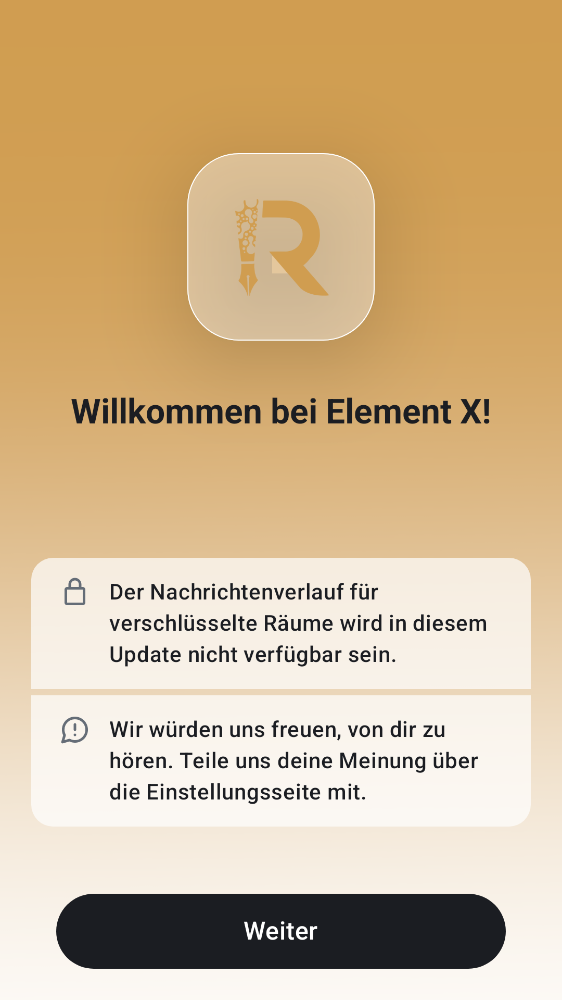 R
Willkommen bei Element X!
Der Nachrichtenverlauf für
verschlüsselte Räume wird in diesem
Update nicht verfügbar sein.
Wir würden uns freuen, von dir zu
hören. Teile uns deine Meinung über
die Einstellungsseite mit.
Weiter